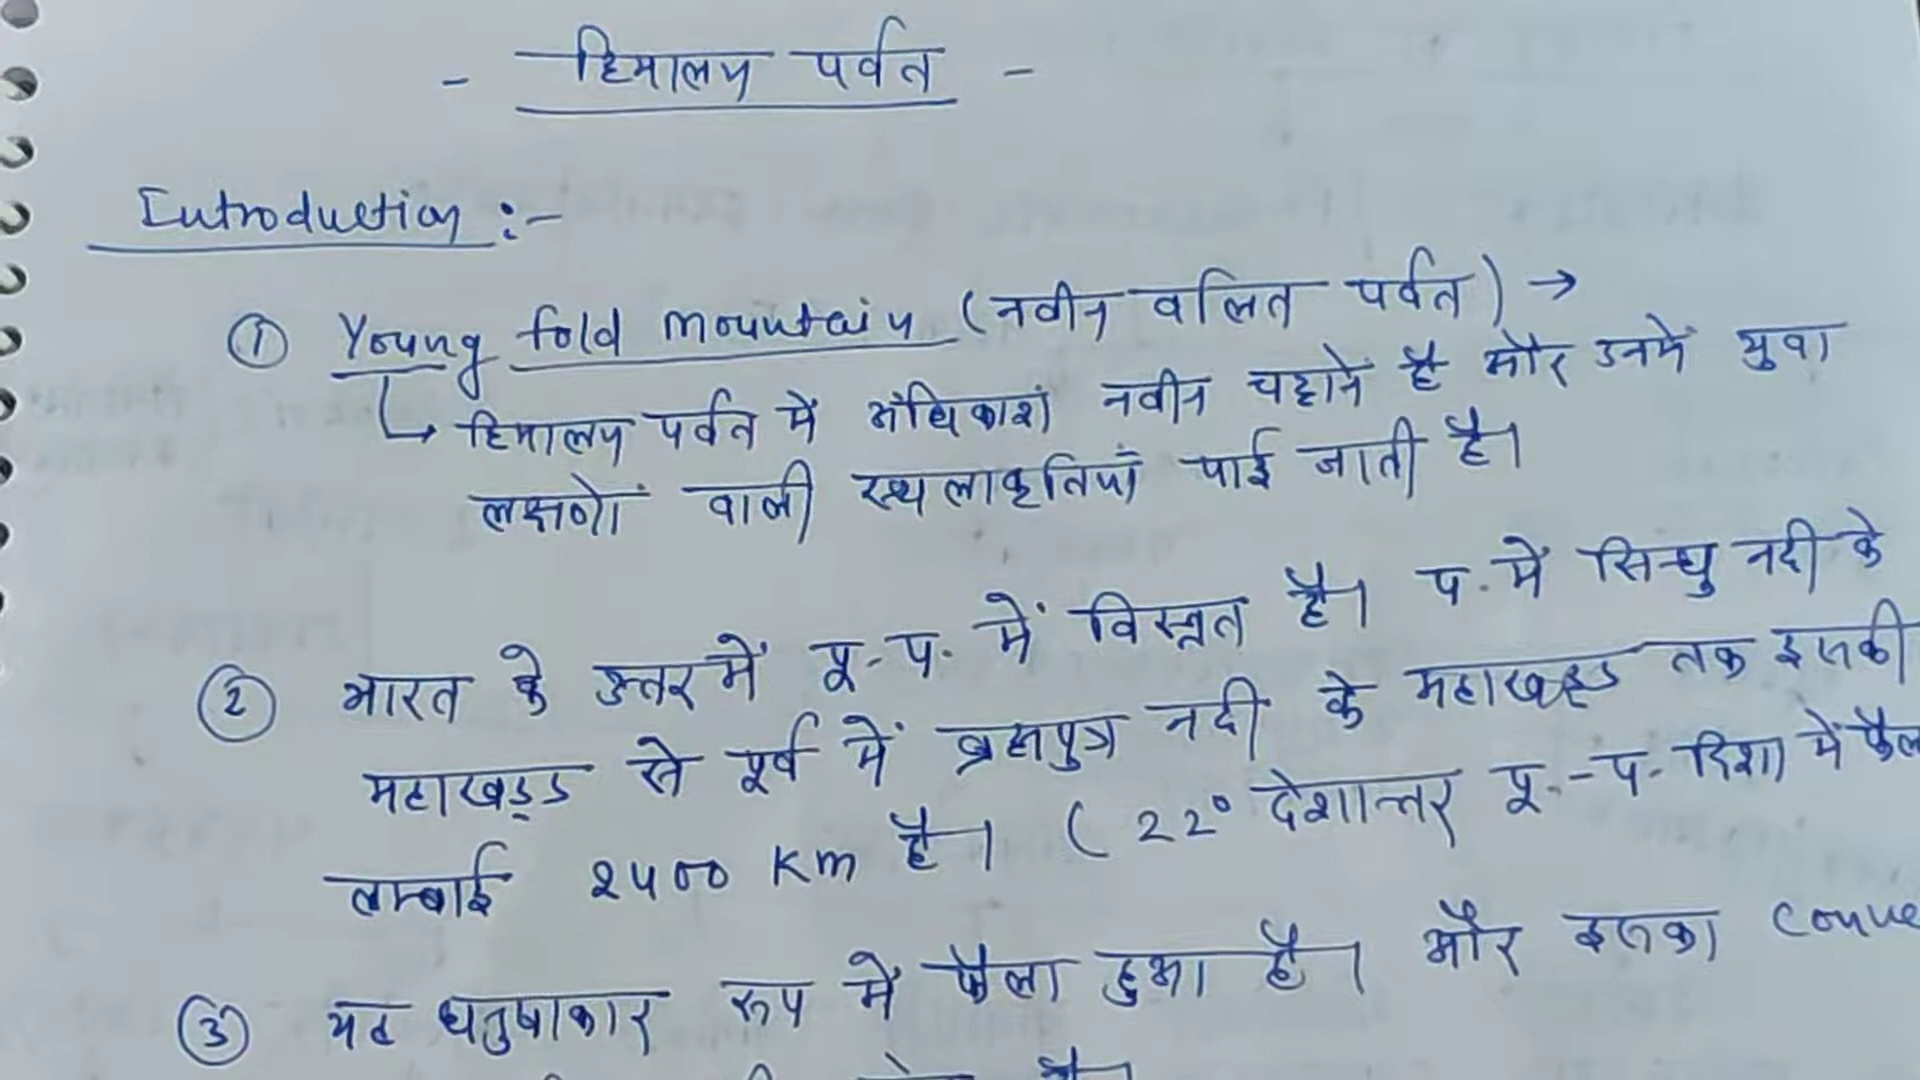 - हिमालय पर्वत -
Introduction :-
① Young fold mountain (नवीन वलित पर्वत) →
↳ हिमालय पर्वत में अधिकाशं नवीन चट्टाने है और उनमें युवा
लक्षणों वाली स्थलाकृतियाँ पाई जाती है।
② भारत के उत्तर में पू.-प. में विस्तृत है। प. में सिन्धु नदी के
महाखड्ड से पूर्व में ब्रह्मपुत्र नदी के महाखड्ड तक इसकी
लम्बाई 2400 Km है। ( 22° देशान्तर पू.-प. दिशा में फैल
③ यह धनुषाकार रूप में फैला हुआ है। और इसका Conve